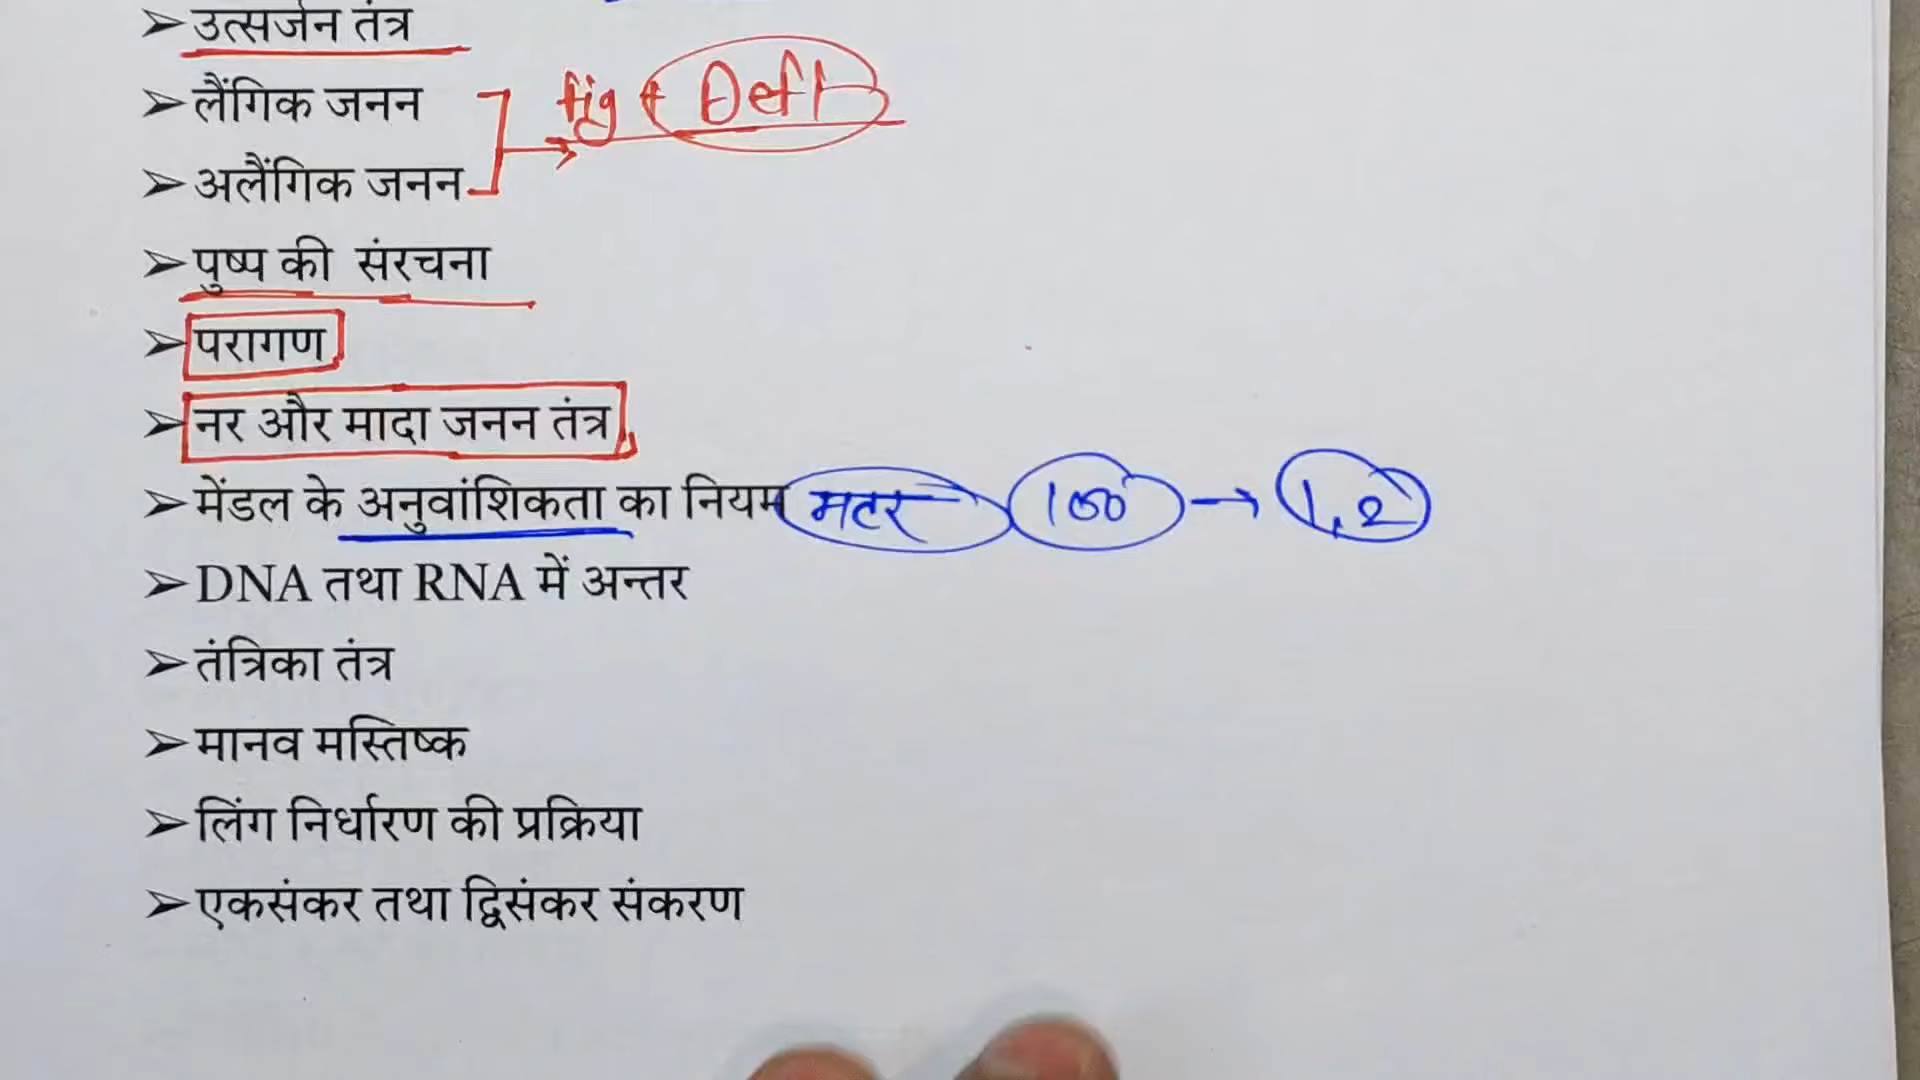 ➢उत्सर्जन तंत्र
➢लैंगिक जनन fig + Defn
➢अलैंगिक जनन
➢पुष्प की संरचना
➢परागण
➢नर और मादा जनन तंत्र
➢मेंडल के अनुवांशिकता का नियम मटर 100 → 1, 2
➢DNA तथा RNA में अन्तर
➢तंत्रिका तंत्र
➢मानव मस्तिष्क
➢लिंग निर्धारण की प्रक्रिया
➢एकसंकर तथा द्विसंकर संकरण